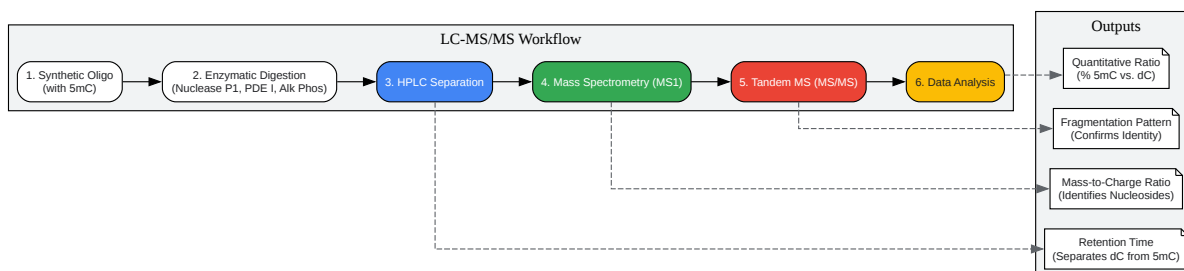 LC-MS/MS Workflow
1. Synthetic Oligo
(with 5mC)
2. Enzymatic Digestion
(Nuclease P1, PDE I, Alk Phos)
3. HPLC Separation
4. Mass Spectrometry (MS1)
5. Tandem MS (MS/MS)
6. Data Analysis
Outputs
Quantitative Ratio
(% 5mC vs. dC)
Fragmentation Pattern
(Confirms Identity)
Mass-to-Charge Ratio
(Identifies Nucleosides)
Retention Time
(Separates dC from 5mC)